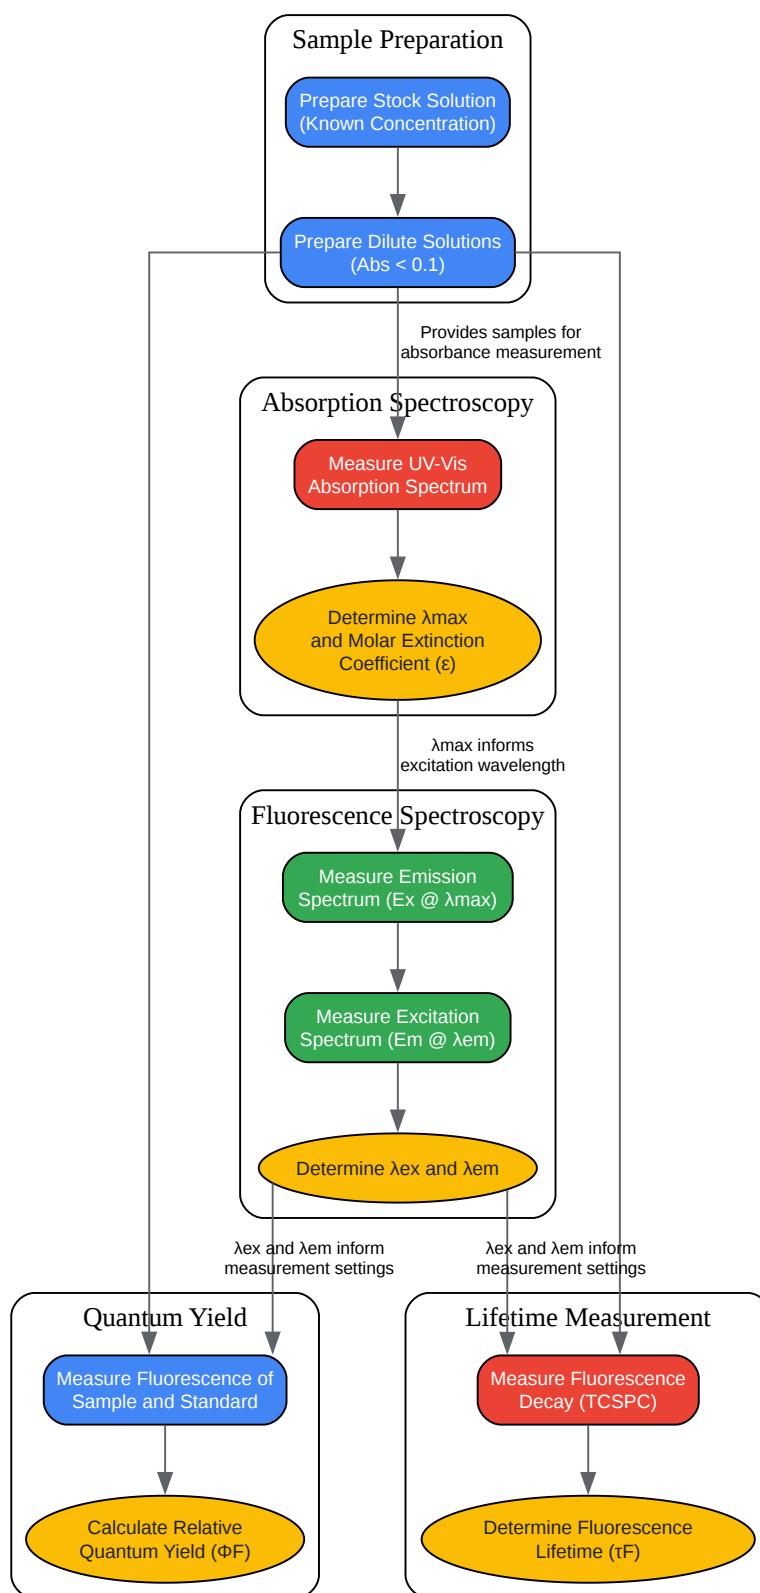 Sample Preparation
Prepare Stock Solution
(Known Concentration)
Prepare Dilute Solutions
(Abs < 0.1)
Provides samples for
absorbance measurement
Absorption Spectroscopy
Measure UV-Vis
Absorption Spectrum
Determine λmax
and Molar Extinction
Coefficient (ε)
λmax informs
excitation wavelength
Fluorescence Spectroscopy
Measure Emission
Spectrum (Ex @ λmax)
Measure Excitation
Spectrum (Em @ λem)
Determine λex and λem
λex and λem inform
measurement settings
λex and λem inform
measurement settings
Quantum Yield
Measure Fluorescence of
Sample and Standard
Calculate Relative
Quantum Yield (ΦF)
Lifetime Measurement
Measure Fluorescence
Decay (TCSPC)
Determine Fluorescence
Lifetime (τF)